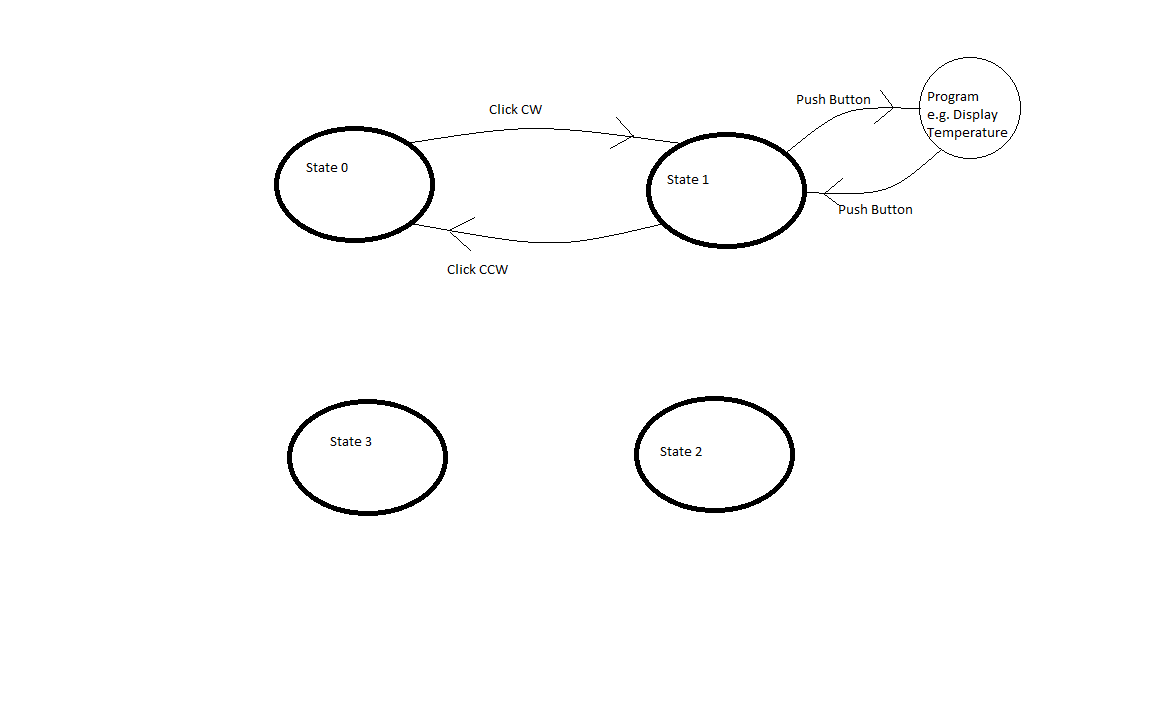 Click CW
Push Button
Program
e.g. Display
Temperature
State 0
State 1
Push Button
Click CCW
State 3
State 2